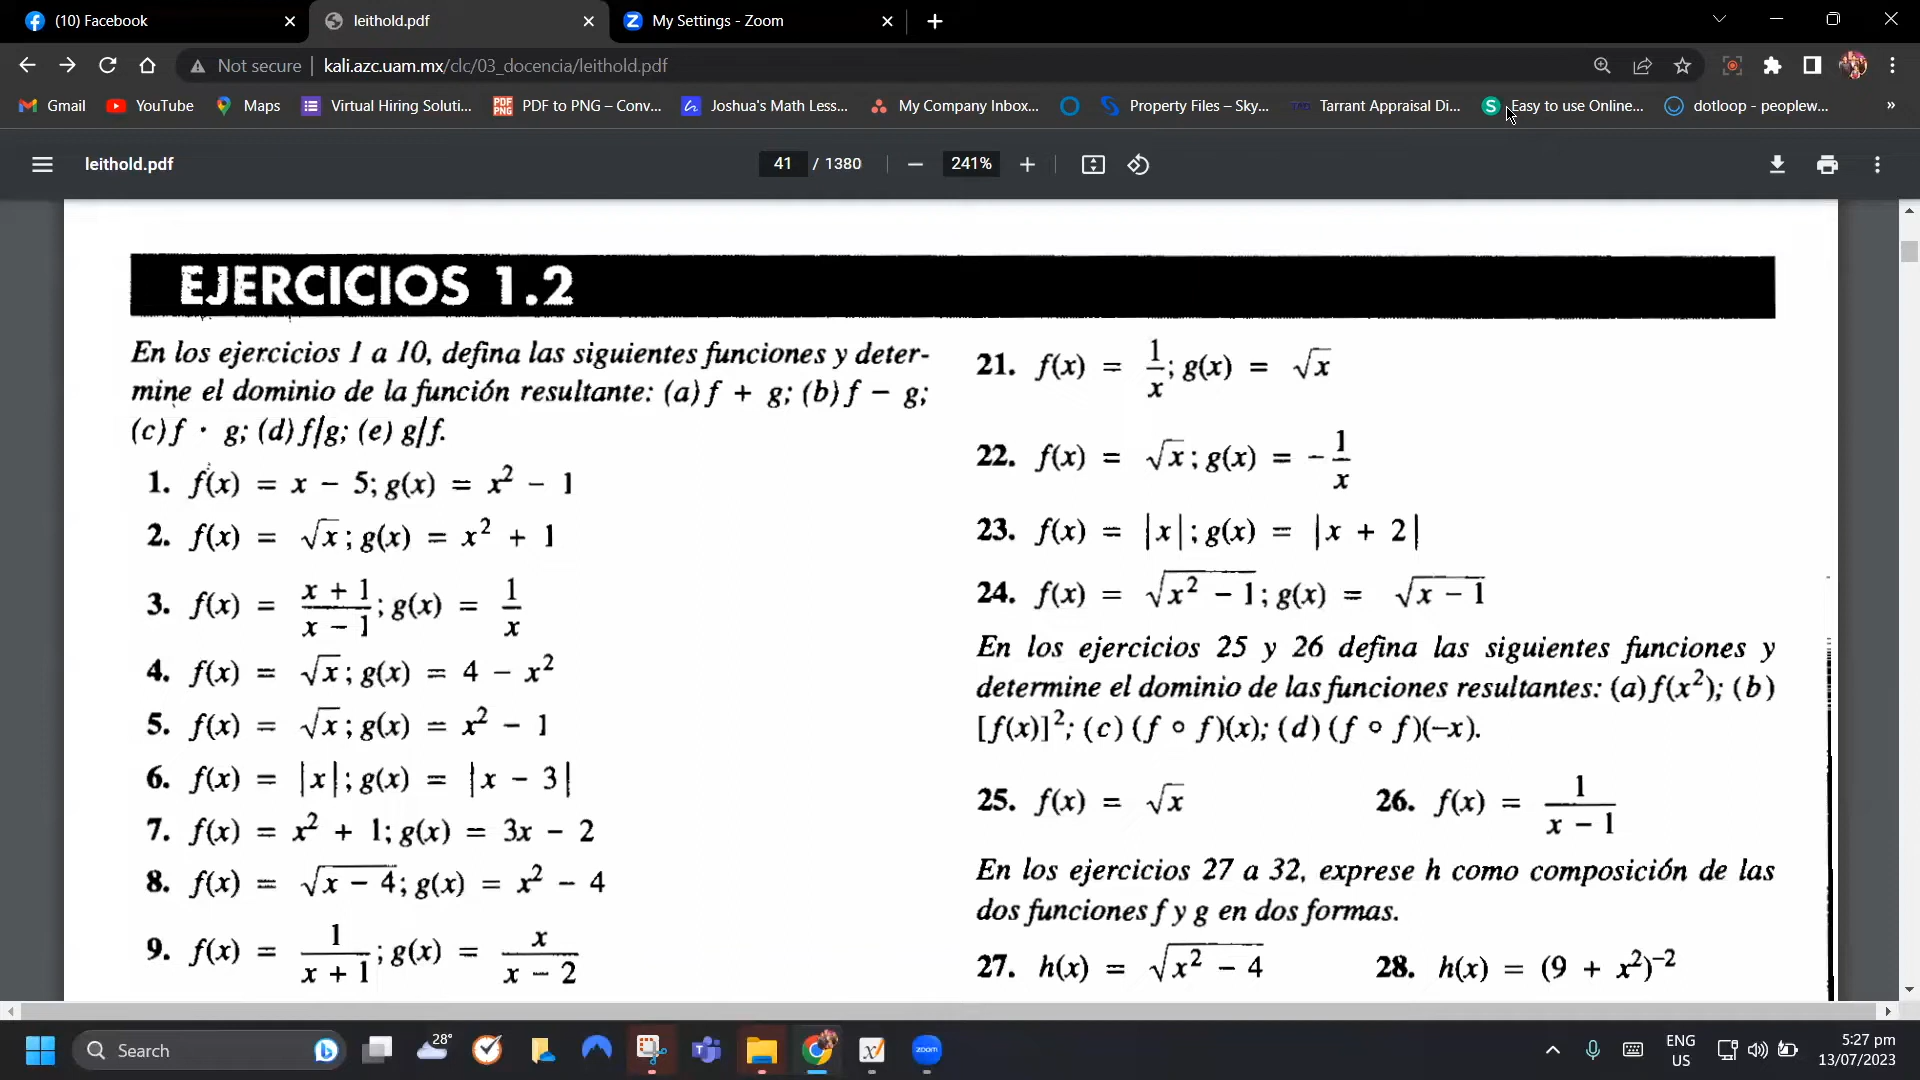 (10) Facebook
leithold.pdf
My Settings - Zoom
Not secure
kali.azc.uam.mx/clc/03_docencia/leithold.pdf
Gmail
YouTube
Maps
Virtual Hiring Soluti...
PDF to PNG – Conv...
Joshua's Math Less...
My Company Inbox...
Property Files – Sky...
Tarrant Appraisal Di...
Easy to use Online...
dotloop - peoplew...
leithold.pdf
41 / 1380
241%
EJERCICIOS 1.2
En los ejercicios 1 a 10, defina las siguientes funciones y deter-
mine el dominio de la función resultante: (a) f + g; (b) f − g;
(c) f · g; (d) f/g; (e) g/f.
1. f(x) = x − 5; g(x) = x² − 1
2. f(x) = √x; g(x) = x² + 1
3. f(x) = (x + 1)/(x − 1); g(x) = 1/x
4. f(x) = √x; g(x) = 4 − x²
5. f(x) = √x; g(x) = x² − 1
6. f(x) = |x|; g(x) = |x − 3|
7. f(x) = x² + 1; g(x) = 3x − 2
8. f(x) = √(x − 4); g(x) = x² − 4
9. f(x) = 1/(x + 1); g(x) = x/(x − 2)
21. f(x) = 1/x; g(x) = √x
22. f(x) = √x; g(x) = −1/x
23. f(x) = |x|; g(x) = |x + 2|
24. f(x) = √(x² − 1); g(x) = √(x − 1)
En los ejercicios 25 y 26 defina las siguientes funciones y
determine el dominio de las funciones resultantes: (a) f(x²); (b)
[f(x)]²; (c) (f ∘ f)(x); (d) (f ∘ f)(−x).
25. f(x) = √x
26. f(x) = 1/(x − 1)
En los ejercicios 27 a 32, exprese h como composición de las
dos funciones f y g en dos formas.
27. h(x) = √(x² − 4)
28. h(x) = (9 + x²)⁻²
Search
28°
zoom
ENG
US
5:27 pm
13/07/2023